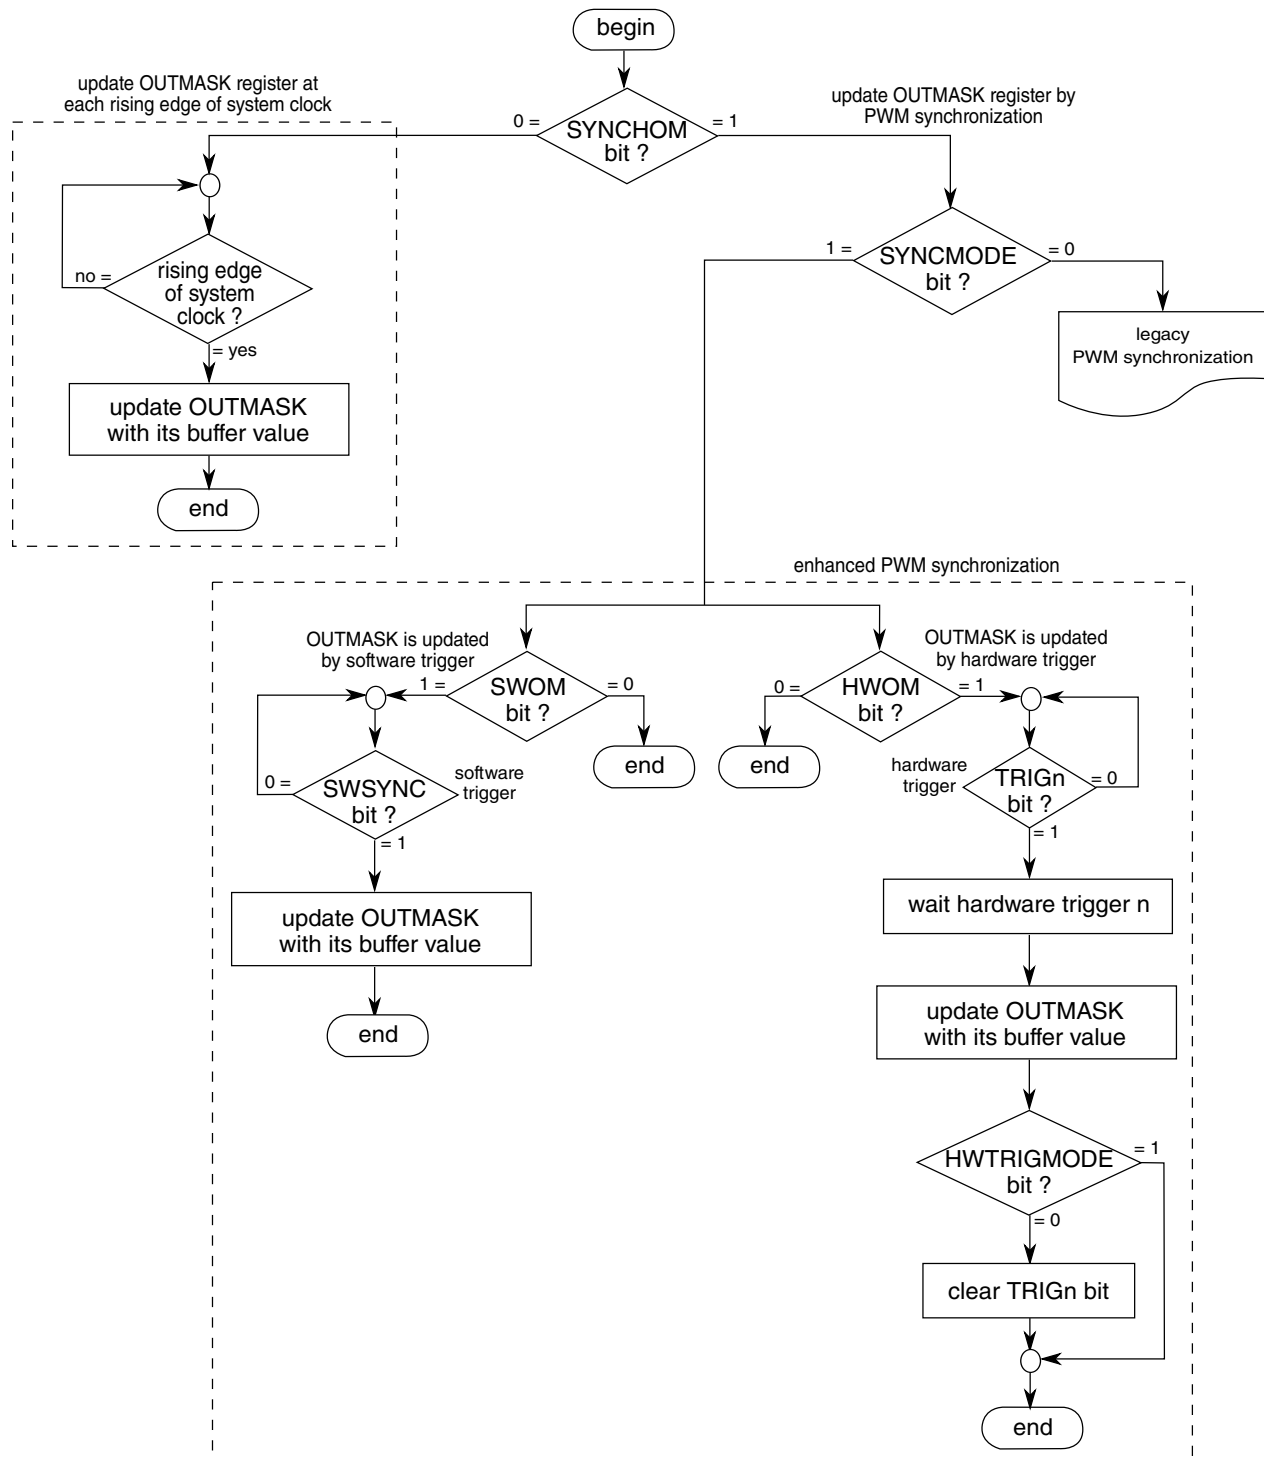 begin
update OUTMASK register at
each rising edge of system clock
update OUTMASK register by
PWM synchronization
0 =
SYNCHOM
bit ?
= 1
1 =
SYNCMODE
bit ?
= 0
no =
rising edge
of system
clock ?
= yes
legacy
PWM synchronization
update OUTMASK
with its buffer value
end
enhanced PWM synchronization
OUTMASK is updated
by software trigger
OUTMASK is updated
by hardware trigger
1 =
SWOM
bit ?
= 0
0 =
HWOM
bit ?
= 1
end
end
0 =
SWSYNC
bit ?
software
trigger
= 1
hardware
trigger
TRIGn
bit ?
= 0
= 1
update OUTMASK
with its buffer value
end
wait hardware trigger n
update OUTMASK
with its buffer value
HWTRIGMODE
bit ?
= 1
= 0
clear TRIGn bit
end